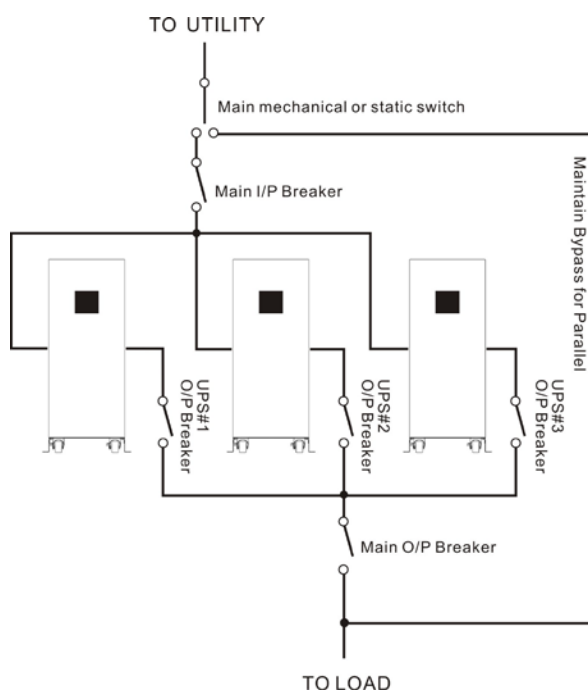 TO UTILITY
Main mechanical or static switch
Main I/P Breaker
Maintain Bypass for Parallel
UPS#1
O/P Breaker
UPS#2
O/P Breaker
UPS#3
O/P Breaker
Main O/P Breaker
TO LOAD